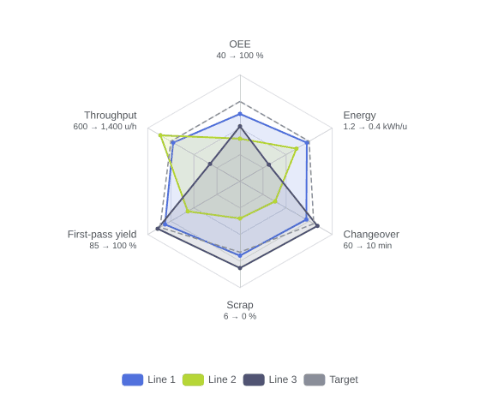 OEE
40 → 100 %
Throughput
600 → 1,400 u/h
Energy
1.2 → 0.4 kWh/u
First-pass yield
85 → 100 %
Changeover
60 → 10 min
Scrap
6 → 0 %
Line 1
Line 2
Line 3
Target